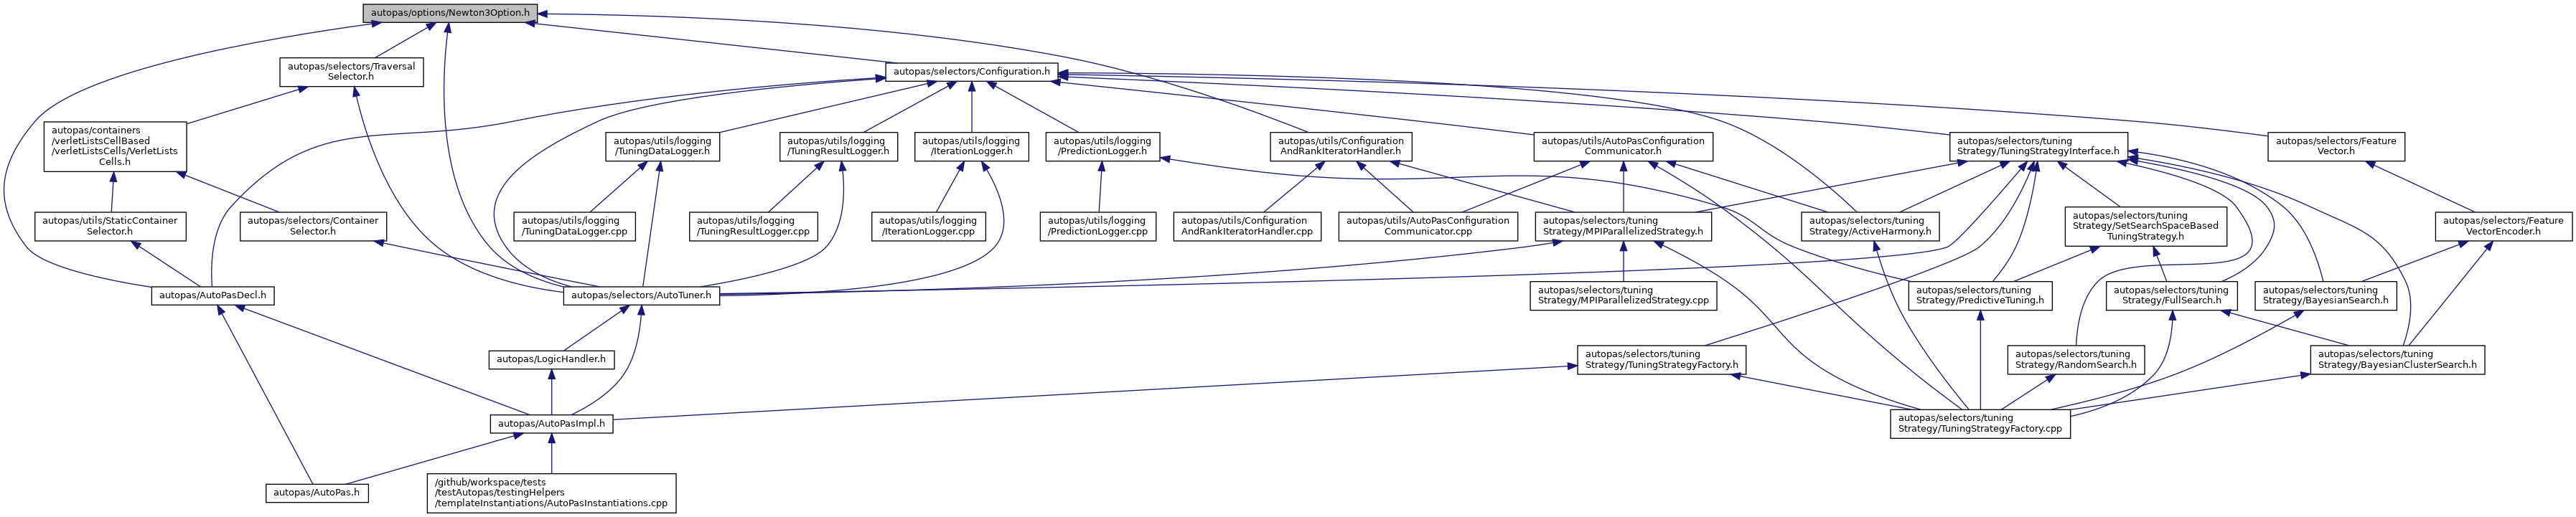 autopas/options/Newton3Option.h
autopas/selectors/Traversal
Selector.h
autopas/selectors/Configuration.h
autopas/containers
/verletListsCellBased
/verletListsCells/VerletLists
Cells.h
autopas/utils/logging
/TuningDataLogger.h
autopas/utils/logging
/TuningResultLogger.h
autopas/utils/logging
/IterationLogger.h
autopas/utils/logging
/PredictionLogger.h
autopas/utils/Configuration
AndRankIteratorHandler.h
autopas/utils/AutoPasConfiguration
Communicator.h
autopas/selectors/tuning
Strategy/TuningStrategyInterface.h
autopas/selectors/Feature
Vector.h
autopas/utils/StaticContainer
Selector.h
autopas/selectors/Container
Selector.h
autopas/utils/logging
/TuningDataLogger.cpp
autopas/utils/logging
/TuningResultLogger.cpp
autopas/utils/logging
/IterationLogger.cpp
autopas/utils/logging
/PredictionLogger.cpp
autopas/utils/Configuration
AndRankIteratorHandler.cpp
autopas/utils/AutoPasConfiguration
Communicator.cpp
autopas/selectors/tuning
Strategy/MPIParallelizedStrategy.h
autopas/selectors/tuning
Strategy/ActiveHarmony.h
autopas/selectors/tuning
Strategy/SetSearchSpaceBased
TuningStrategy.h
autopas/selectors/Feature
VectorEncoder.h
autopas/AutoPasDecl.h
autopas/selectors/AutoTuner.h
autopas/selectors/tuning
Strategy/MPIParallelizedStrategy.cpp
autopas/selectors/tuning
Strategy/PredictiveTuning.h
autopas/selectors/tuning
Strategy/FullSearch.h
autopas/selectors/tuning
Strategy/BayesianSearch.h
autopas/LogicHandler.h
autopas/selectors/tuning
Strategy/TuningStrategyFactory.h
autopas/selectors/tuning
Strategy/RandomSearch.h
autopas/selectors/tuning
Strategy/BayesianClusterSearch.h
autopas/AutoPasImpl.h
autopas/selectors/tuning
Strategy/TuningStrategyFactory.cpp
autopas/AutoPas.h
/github/workspace/tests
/testAutopas/testingHelpers
/templateInstantiations/AutoPasInstantiations.cpp